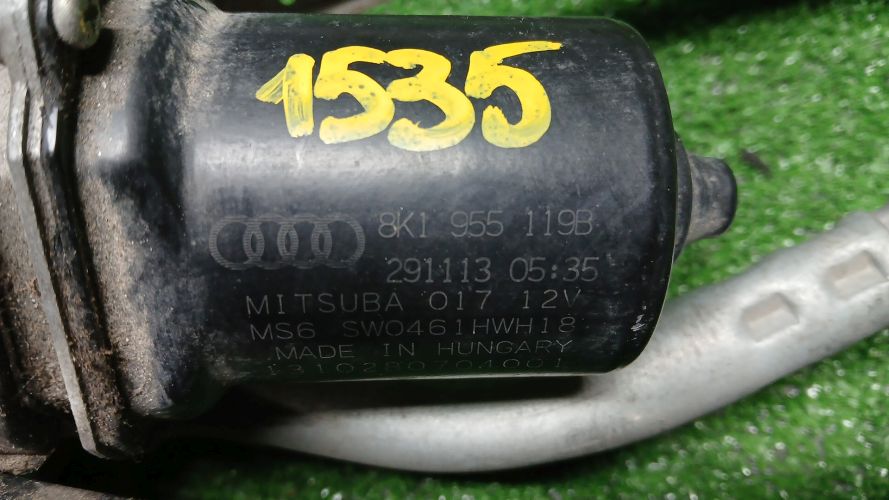 1535
8K1 955 119B
291113 05:35
MITSUBA 017 12V
MS6 SW0461HWH18
MADE IN HUNGARY